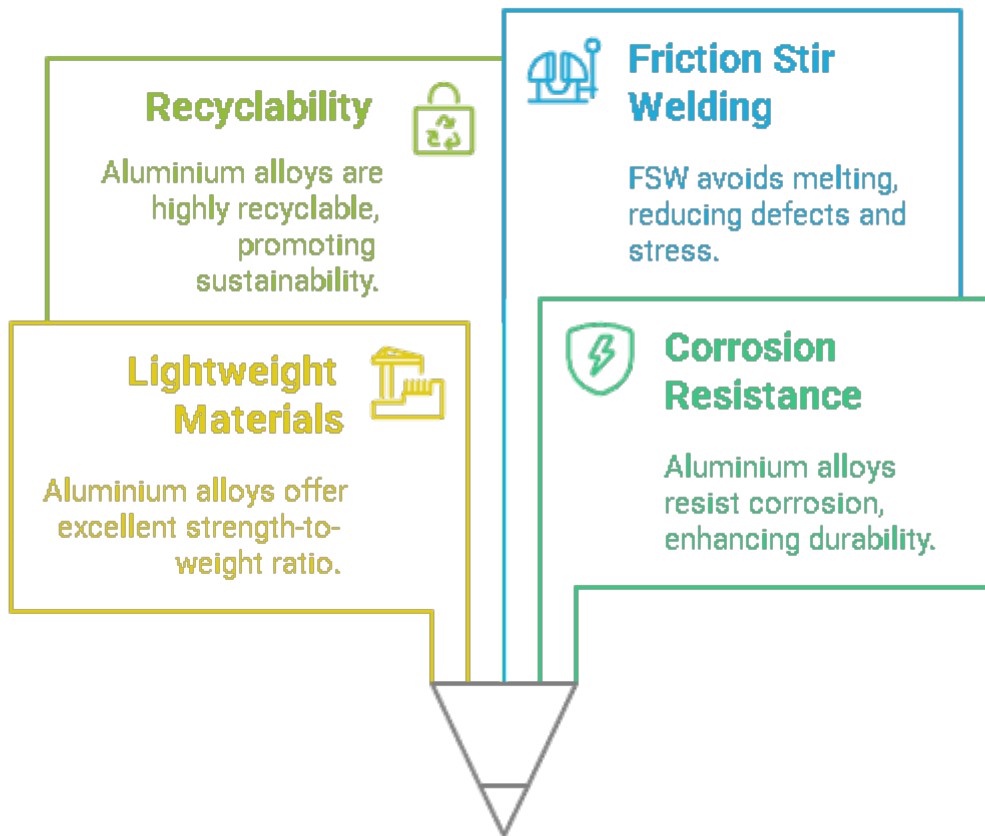 Recyclability
Aluminium alloys are
highly recyclable,
promoting
sustainability.
Friction Stir
Welding
FSW avoids melting,
reducing defects and
stress.
Lightweight
Materials
Aluminium alloys offer
excellent strength-to-
weight ratio.
Corrosion
Resistance
Aluminium alloys
resist corrosion,
enhancing durability.